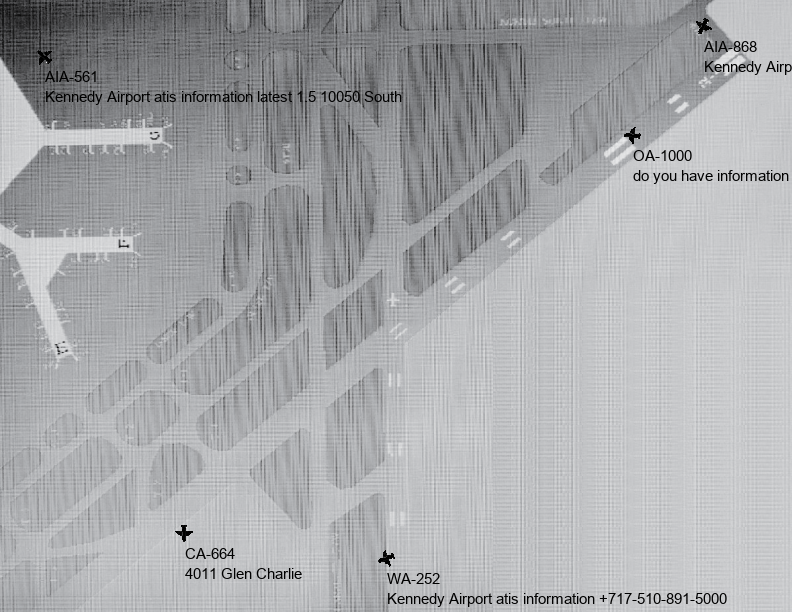 AIA-868
Kennedy Airp
AIA-561
Kennedy Airport atis information latest 1.5 10050 South
OA-1000
do you have information
CA-664
4011 Glen Charlie
WA-252
Kennedy Airport atis information +717-510-891-5000